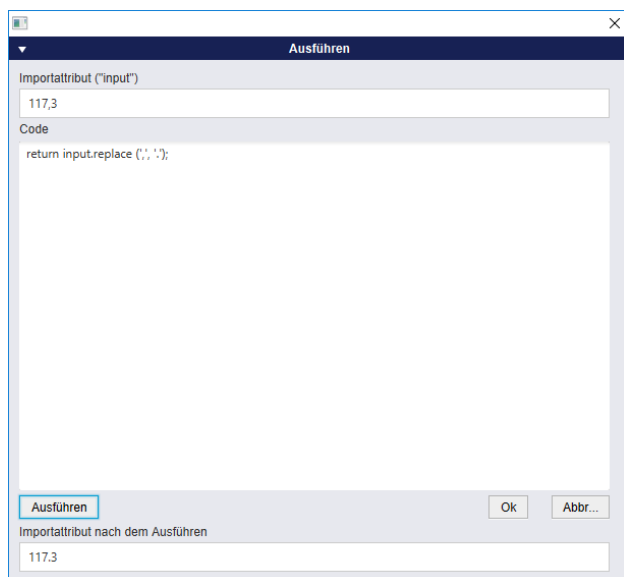 Ausführen
Importattribut ("input")
117,3
Code
return input.replace (',', '.');
Ausführen
Ok
Abbr...
Importattribut nach dem Ausführen
117.3